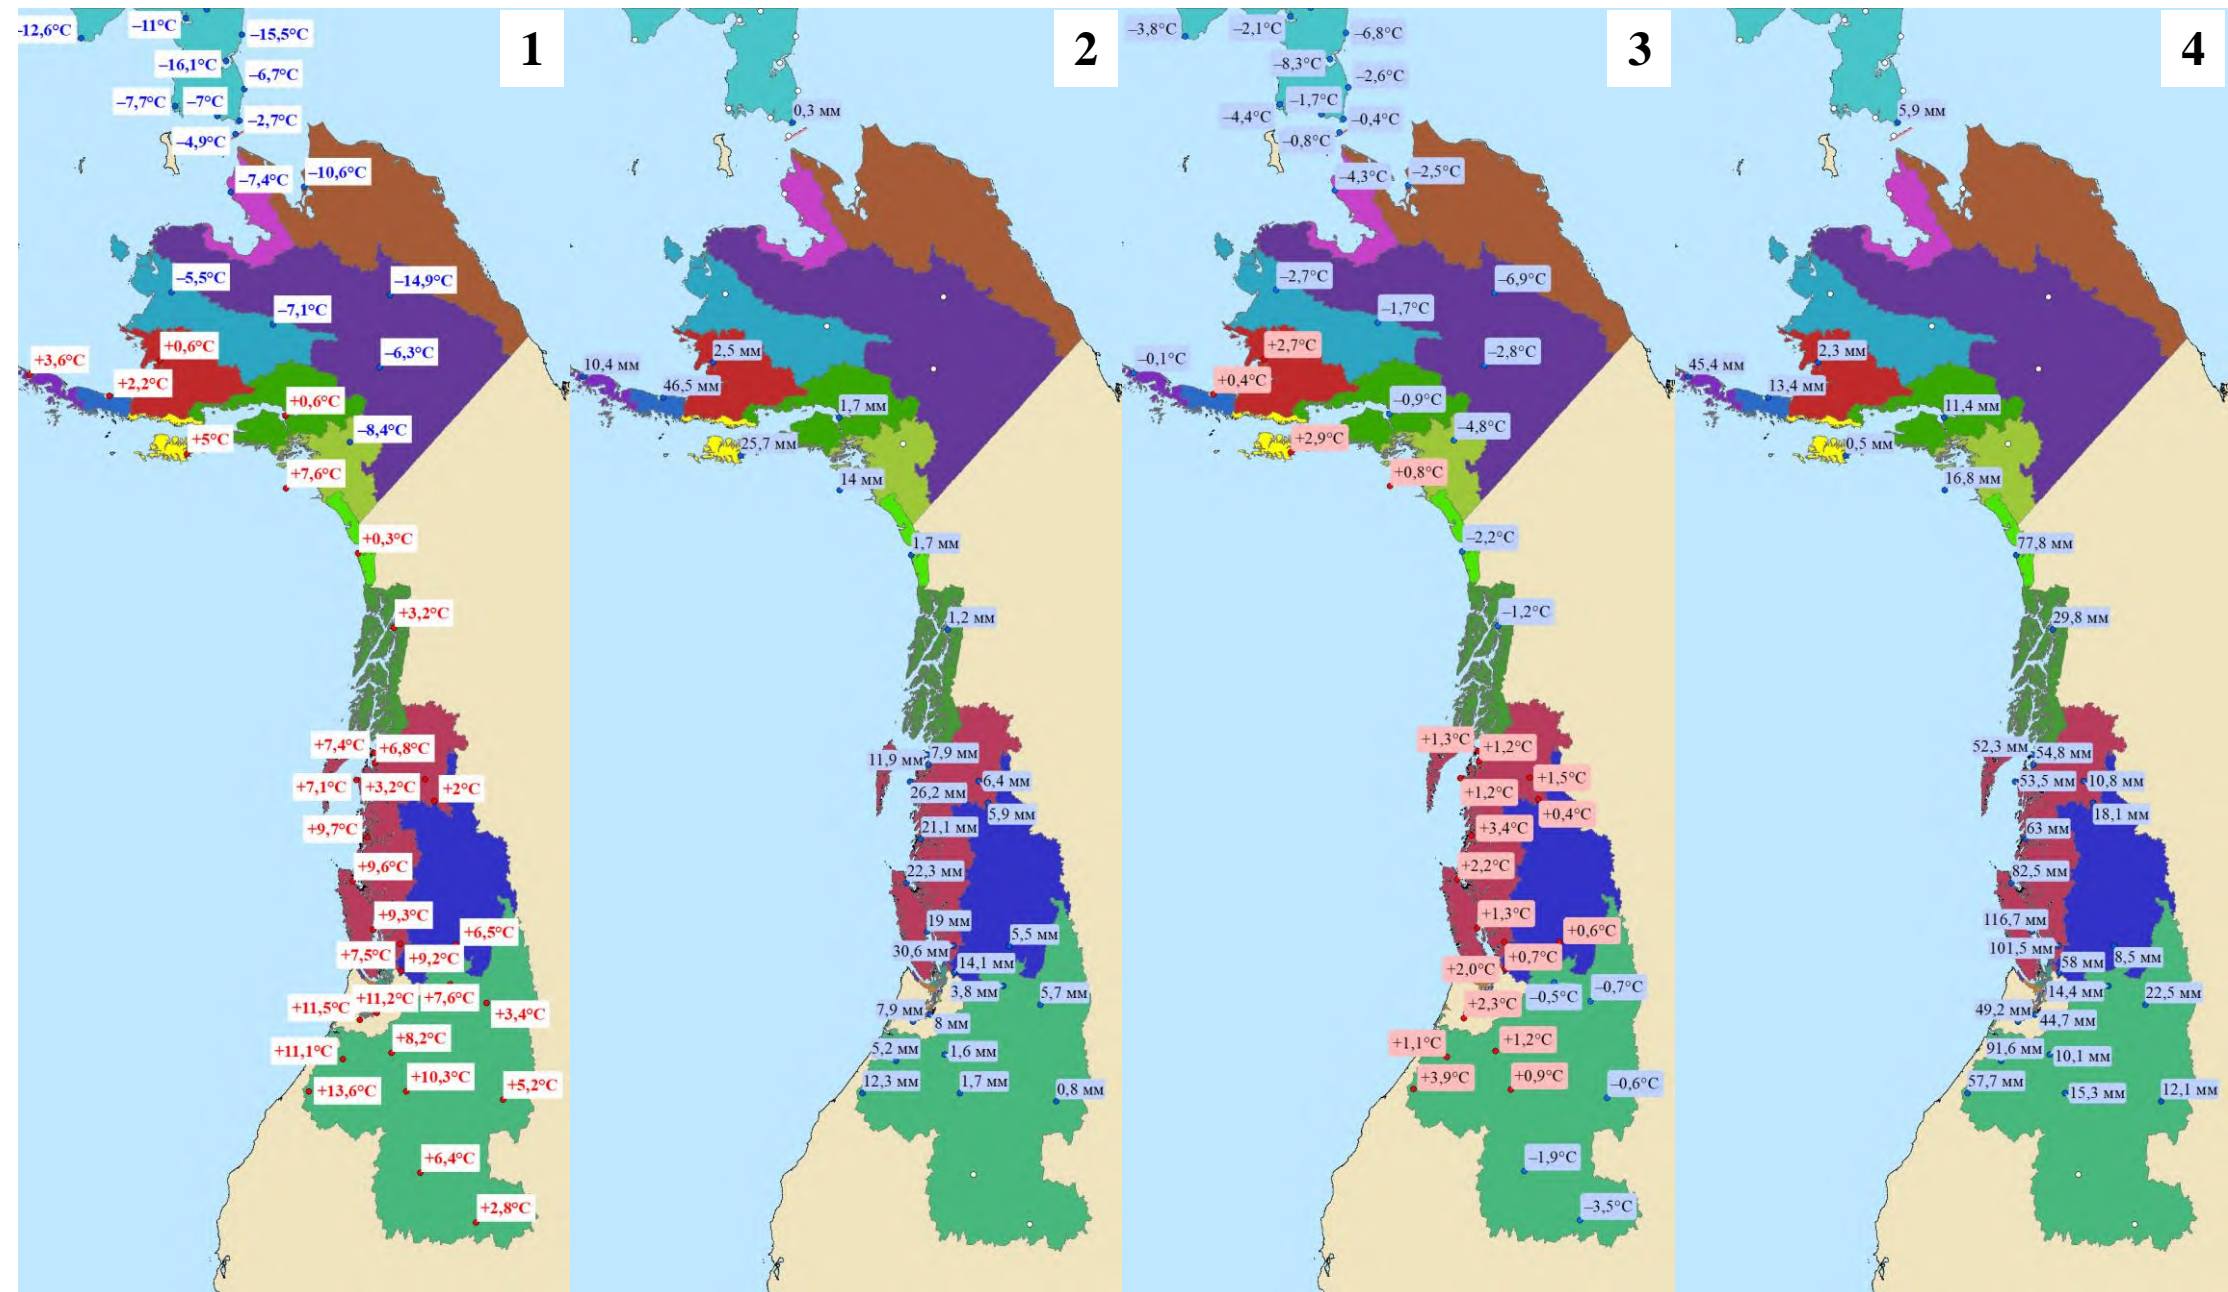 1
–12,6°C
–11°C
–15,5°C
–16,1°C
–6,7°C
–7,7°C
–7°C
–2,7°C
–4,9°C
–7,4°C
–10,6°C
–5,5°C
–14,9°C
–7,1°C
+0,6°C
–6,3°C
+3,6°C
+2,2°C
+0,6°C
–8,4°C
+5°C
+7,6°C
+0,3°C
+3,2°C
+7,4°C
+6,8°C
+7,1°C
+3,2°C
+2°C
+9,7°C
+9,6°C
+9,3°C
+6,5°C
+7,5°C
+9,2°C
+11,5°C
+11,2°C
+7,6°C
+3,4°C
+8,2°C
+11,1°C
+10,3°C
+13,6°C
+5,2°C
+6,4°C
+2,8°C
2
0,3 мм
2,5 мм
10,4 мм
46,5 мм
1,7 мм
25,7 мм
14 мм
1,7 мм
1,2 мм
7,9 мм
11,9 мм
6,4 мм
26,2 мм
5,9 мм
21,1 мм
22,3 мм
19 мм
5,5 мм
30,6 мм
14,1 мм
3,8 мм
5,7 мм
7,9 мм
8 мм
5,2 мм
1,6 мм
12,3 мм
1,7 мм
0,8 мм
3
–3,8°C
–2,1°C
–6,8°C
–8,3°C
–2,6°C
–1,7°C
–4,4°C
–0,4°C
–0,8°C
–4,3°C
–2,5°C
–2,7°C
–6,9°C
–1,7°C
+2,7°C
–2,8°C
–0,1°C
+0,4°C
–0,9°C
–4,8°C
+2,9°C
+0,8°C
–2,2°C
–1,2°C
+1,3°C
+1,2°C
+1,5°C
+1,2°C
+0,4°C
+3,4°C
+2,2°C
+1,3°C
+0,6°C
+0,7°C
+2,0°C
–0,5°C
–0,7°C
+2,3°C
+1,2°C
+1,1°C
+0,9°C
+3,9°C
–0,6°C
–1,9°C
–3,5°C
4
5,9 мм
2,3 мм
45,4 мм
13,4 мм
11,4 мм
0,5 мм
16,8 мм
77,8 мм
29,8 мм
52,3 мм
54,8 мм
53,5 мм
10,8 мм
18,1 мм
63 мм
82,5 мм
116,7 мм
101,5 мм
8,5 мм
58 мм
14,4 мм
22,5 мм
49,2 мм
44,7 мм
91,6 мм
10,1 мм
57,7 мм
15,3 мм
12,1 мм